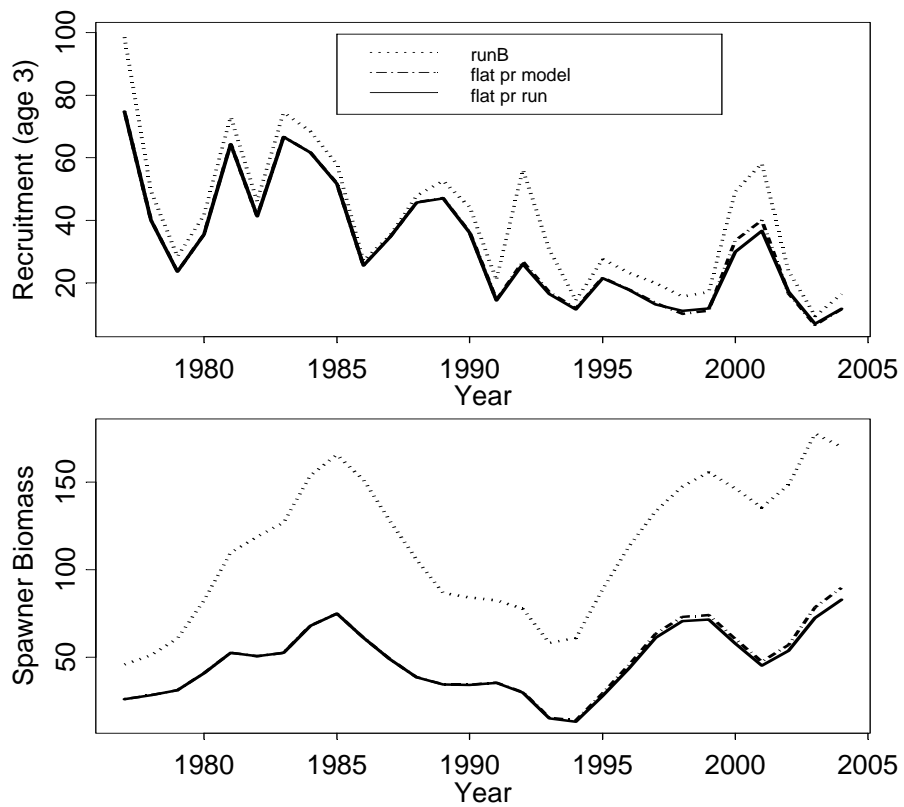 Recruitment (age 3)
100
80
60
40
20
runB
flat pr model
flat pr run
1980 1985 1990 1995 2000 2005
Year
Spawner Biomass
150
100
50
1980 1985 1990 1995 2000 2005
Year